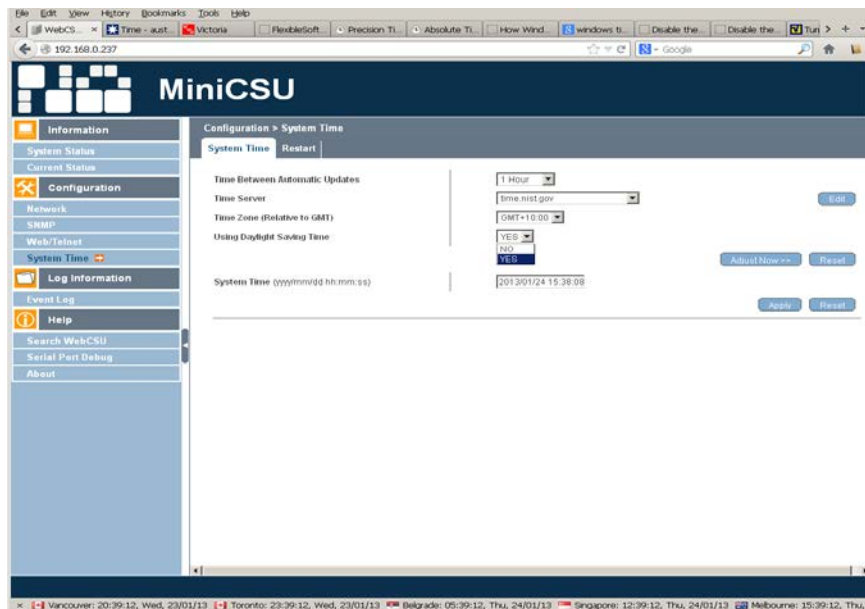 File Edit View History Bookmarks Tools Help
WebCS... × Time - aust... Victoria FlexibleSoft... Precision Ti... Absolute Ti... How Wind... windows ti... Disable the... Disable the... Tun
192.168.0.237 Google
MiniCSU
Information
System Status
Current Status
Configuration
Network
SNMP
Web/Telnet
System Time
Log Information
Event Log
Help
Search WebCSU
Serial Port Debug
About
Configuration > System Time
System Time Restart
Time Between Automatic Updates 1 Hour
Time Server time.nist.gov Edit
Time Zone (Relative to GMT) GMT+10:00
Using Daylight Saving Time YES
NO
YES
Adjust Now >> Reset
System Time (yyyy/mm/dd hh:mm:ss) 2013/01/24 15:38:08
Apply Reset
× Vancouver: 20:39:12, Wed, 23/01/13 Toronto: 23:39:12, Wed, 23/01/13 Belgrade: 05:39:12, Thu, 24/01/13 Singapore: 12:39:12, Thu, 24/01/13 Melbourne: 15:39:12, Thu,